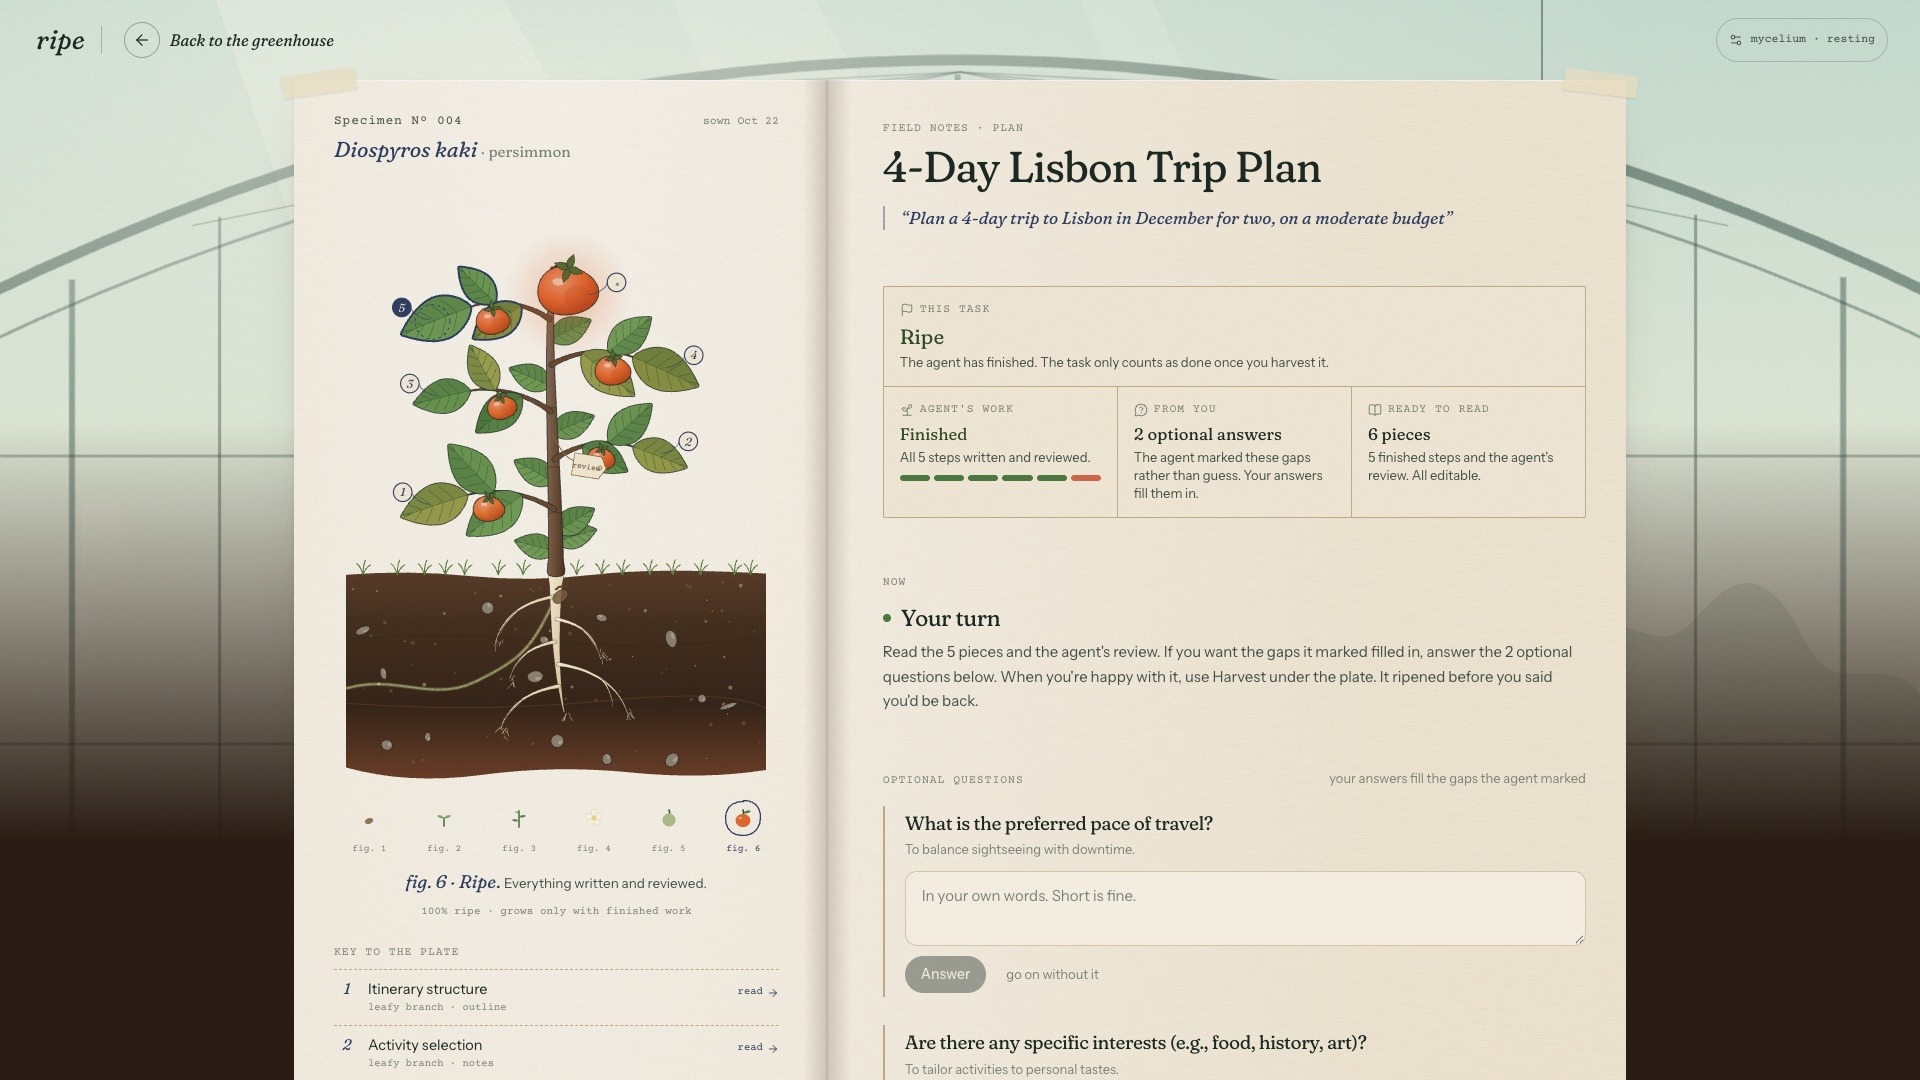 ripe
Back to the greenhouse
mycelium · resting
Specimen Nº 004
sown Oct 22
Diospyros kaki · persimmon
5
4
3
2
revise
1
fig. 1
fig. 2
fig. 3
fig. 4
fig. 5
fig. 6
fig. 6 · Ripe. Everything written and reviewed.
100% ripe · grows only with finished work
KEY TO THE PLATE
1 Itinerary structure read →
leafy branch · outline
2 Activity selection read →
leafy branch · notes
FIELD NOTES · PLAN
4-Day Lisbon Trip Plan
“Plan a 4-day trip to Lisbon in December for two, on a moderate budget”
THIS TASK
Ripe
The agent has finished. The task only counts as done once you harvest it.
AGENT'S WORK
Finished
All 5 steps written and reviewed.
FROM YOU
2 optional answers
The agent marked these gaps
rather than guess. Your answers
fill them in.
READY TO READ
6 pieces
5 finished steps and the agent's
review. All editable.
NOW
Your turn
Read the 5 pieces and the agent's review. If you want the gaps it marked filled in, answer the 2 optional
questions below. When you're happy with it, use Harvest under the plate. It ripened before you said
you'd be back.
OPTIONAL QUESTIONS
your answers fill the gaps the agent marked
What is the preferred pace of travel?
To balance sightseeing with downtime.
In your own words. Short is fine.
Answer
go on without it
Are there any specific interests (e.g., food, history, art)?
To tailor activities to personal tastes.